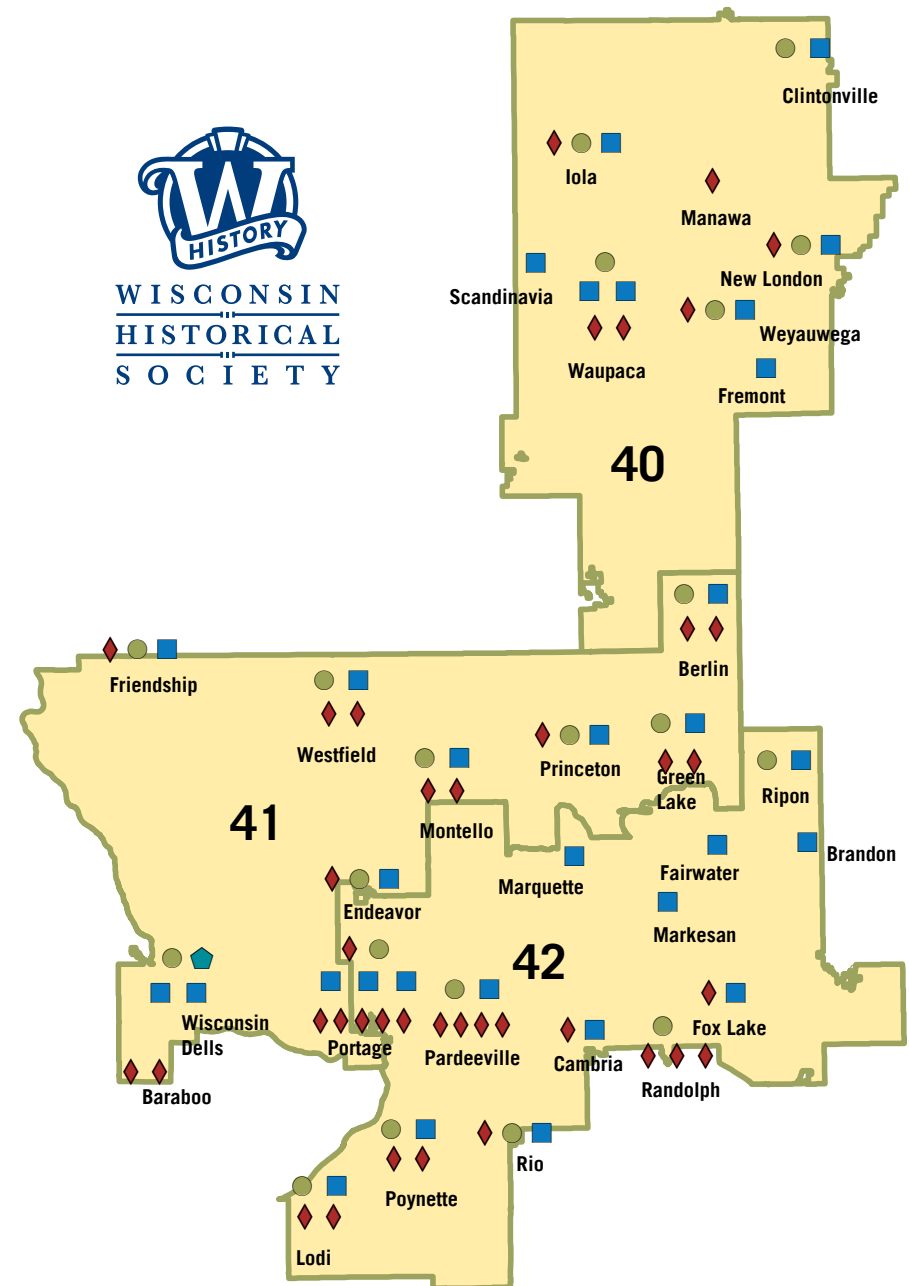 Clintonville
Iola
Manawa
W
HISTORY
WISCONSIN
HISTORICAL
SOCIETY
New London
Scandinavia
Weyauwega
Waupaca
Fremont
40
Berlin
Friendship
Westfield
Princeton
Green
Lake
Ripon
41
Montello
Brandon
Fairwater
Marquette
Endeavor
Markesan
42
Wisconsin
Dells
Fox Lake
Portage
Pardeeville
Cambria
Randolph
Baraboo
Rio
Poynette
Lodi